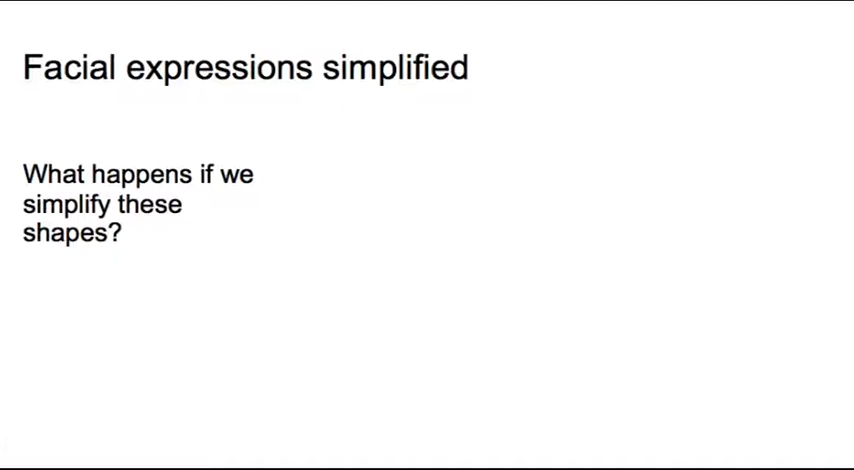 Facial expressions simplified
What happens if we
simplify these
shapes?